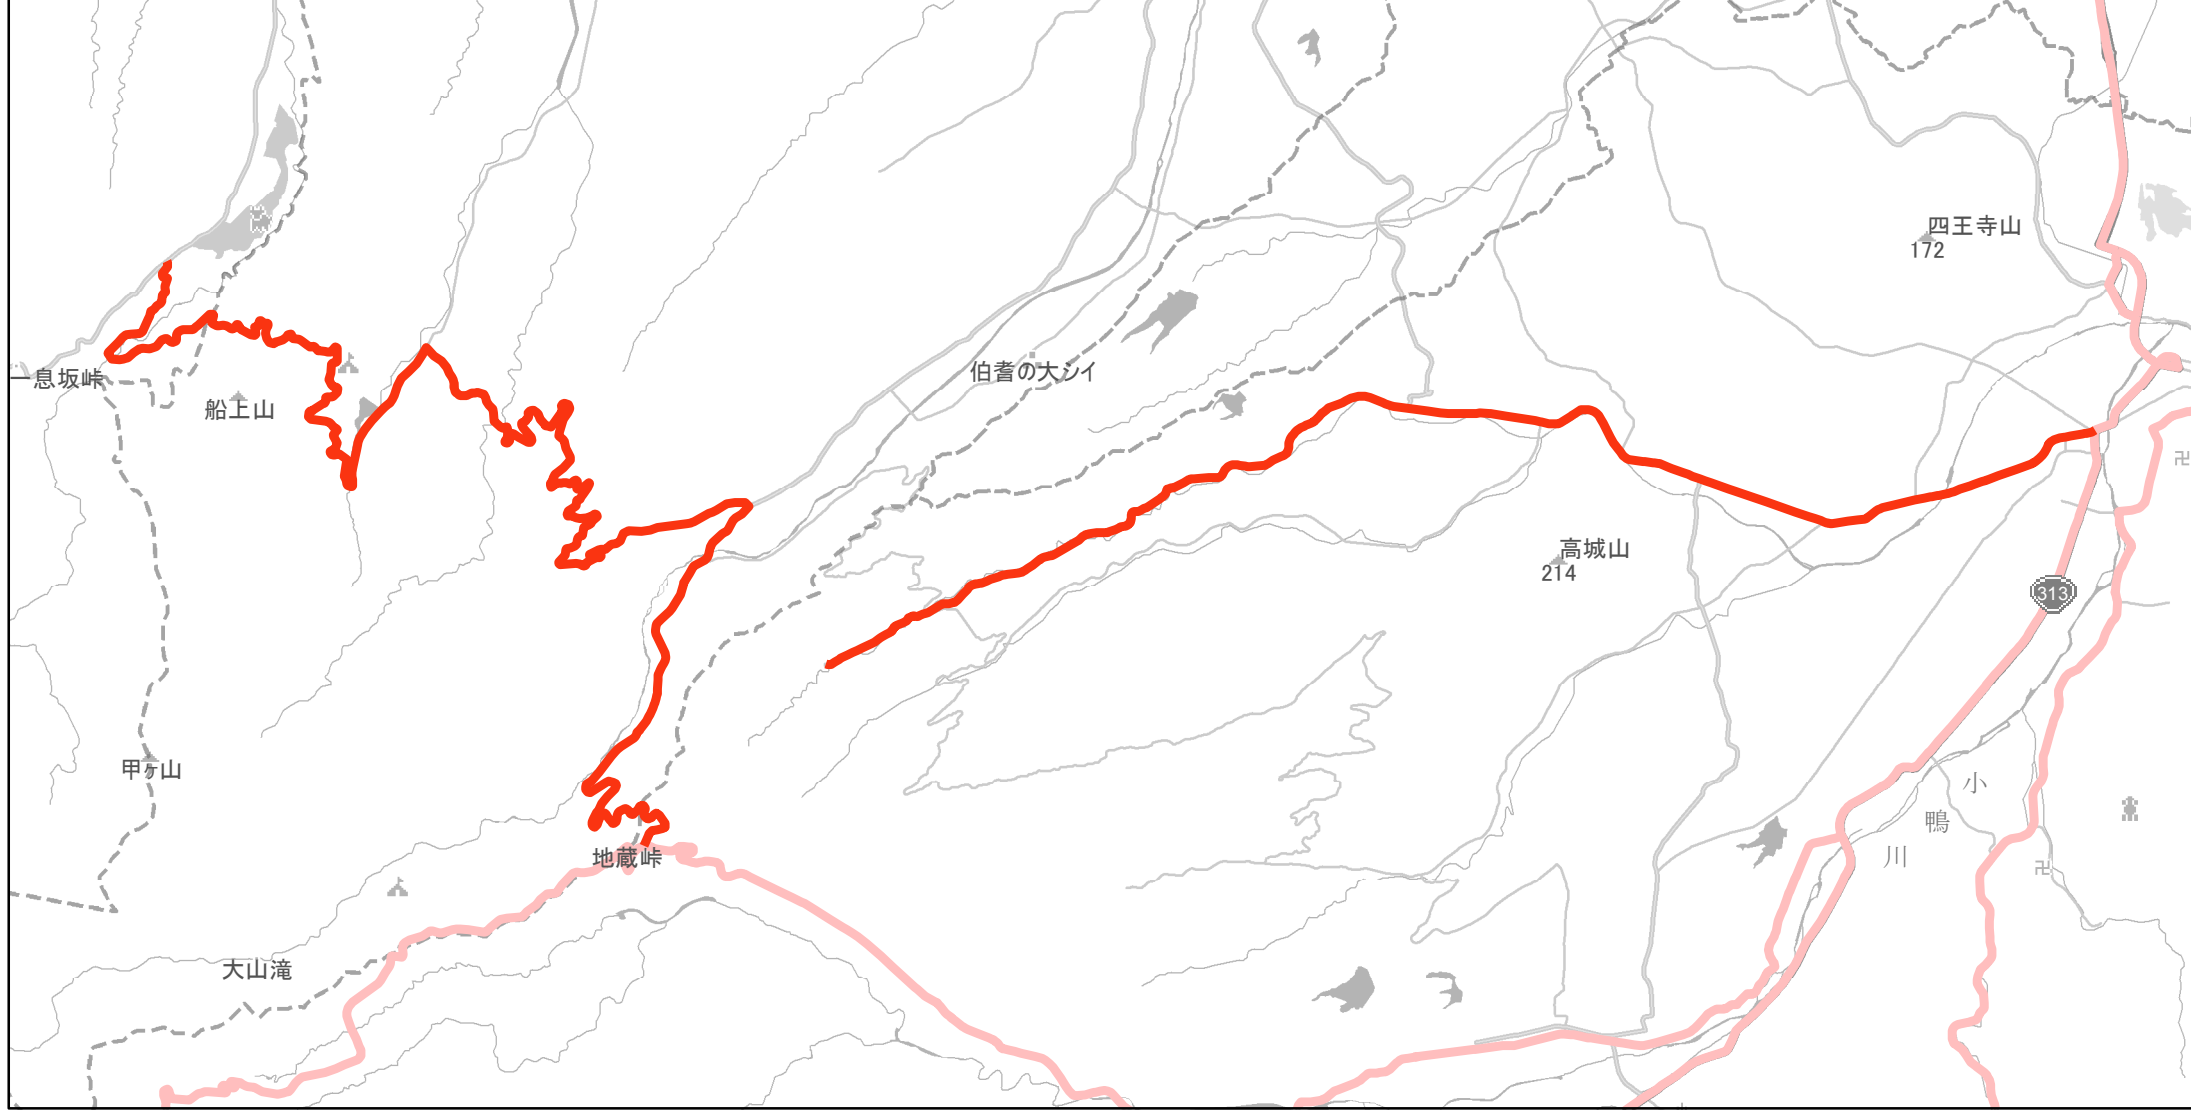 四王寺山
172
伯耆の大シイ
一息坂峠
船上山
高城山
214
313
甲ヶ山
小
鴨
川
地蔵峠
大山滝